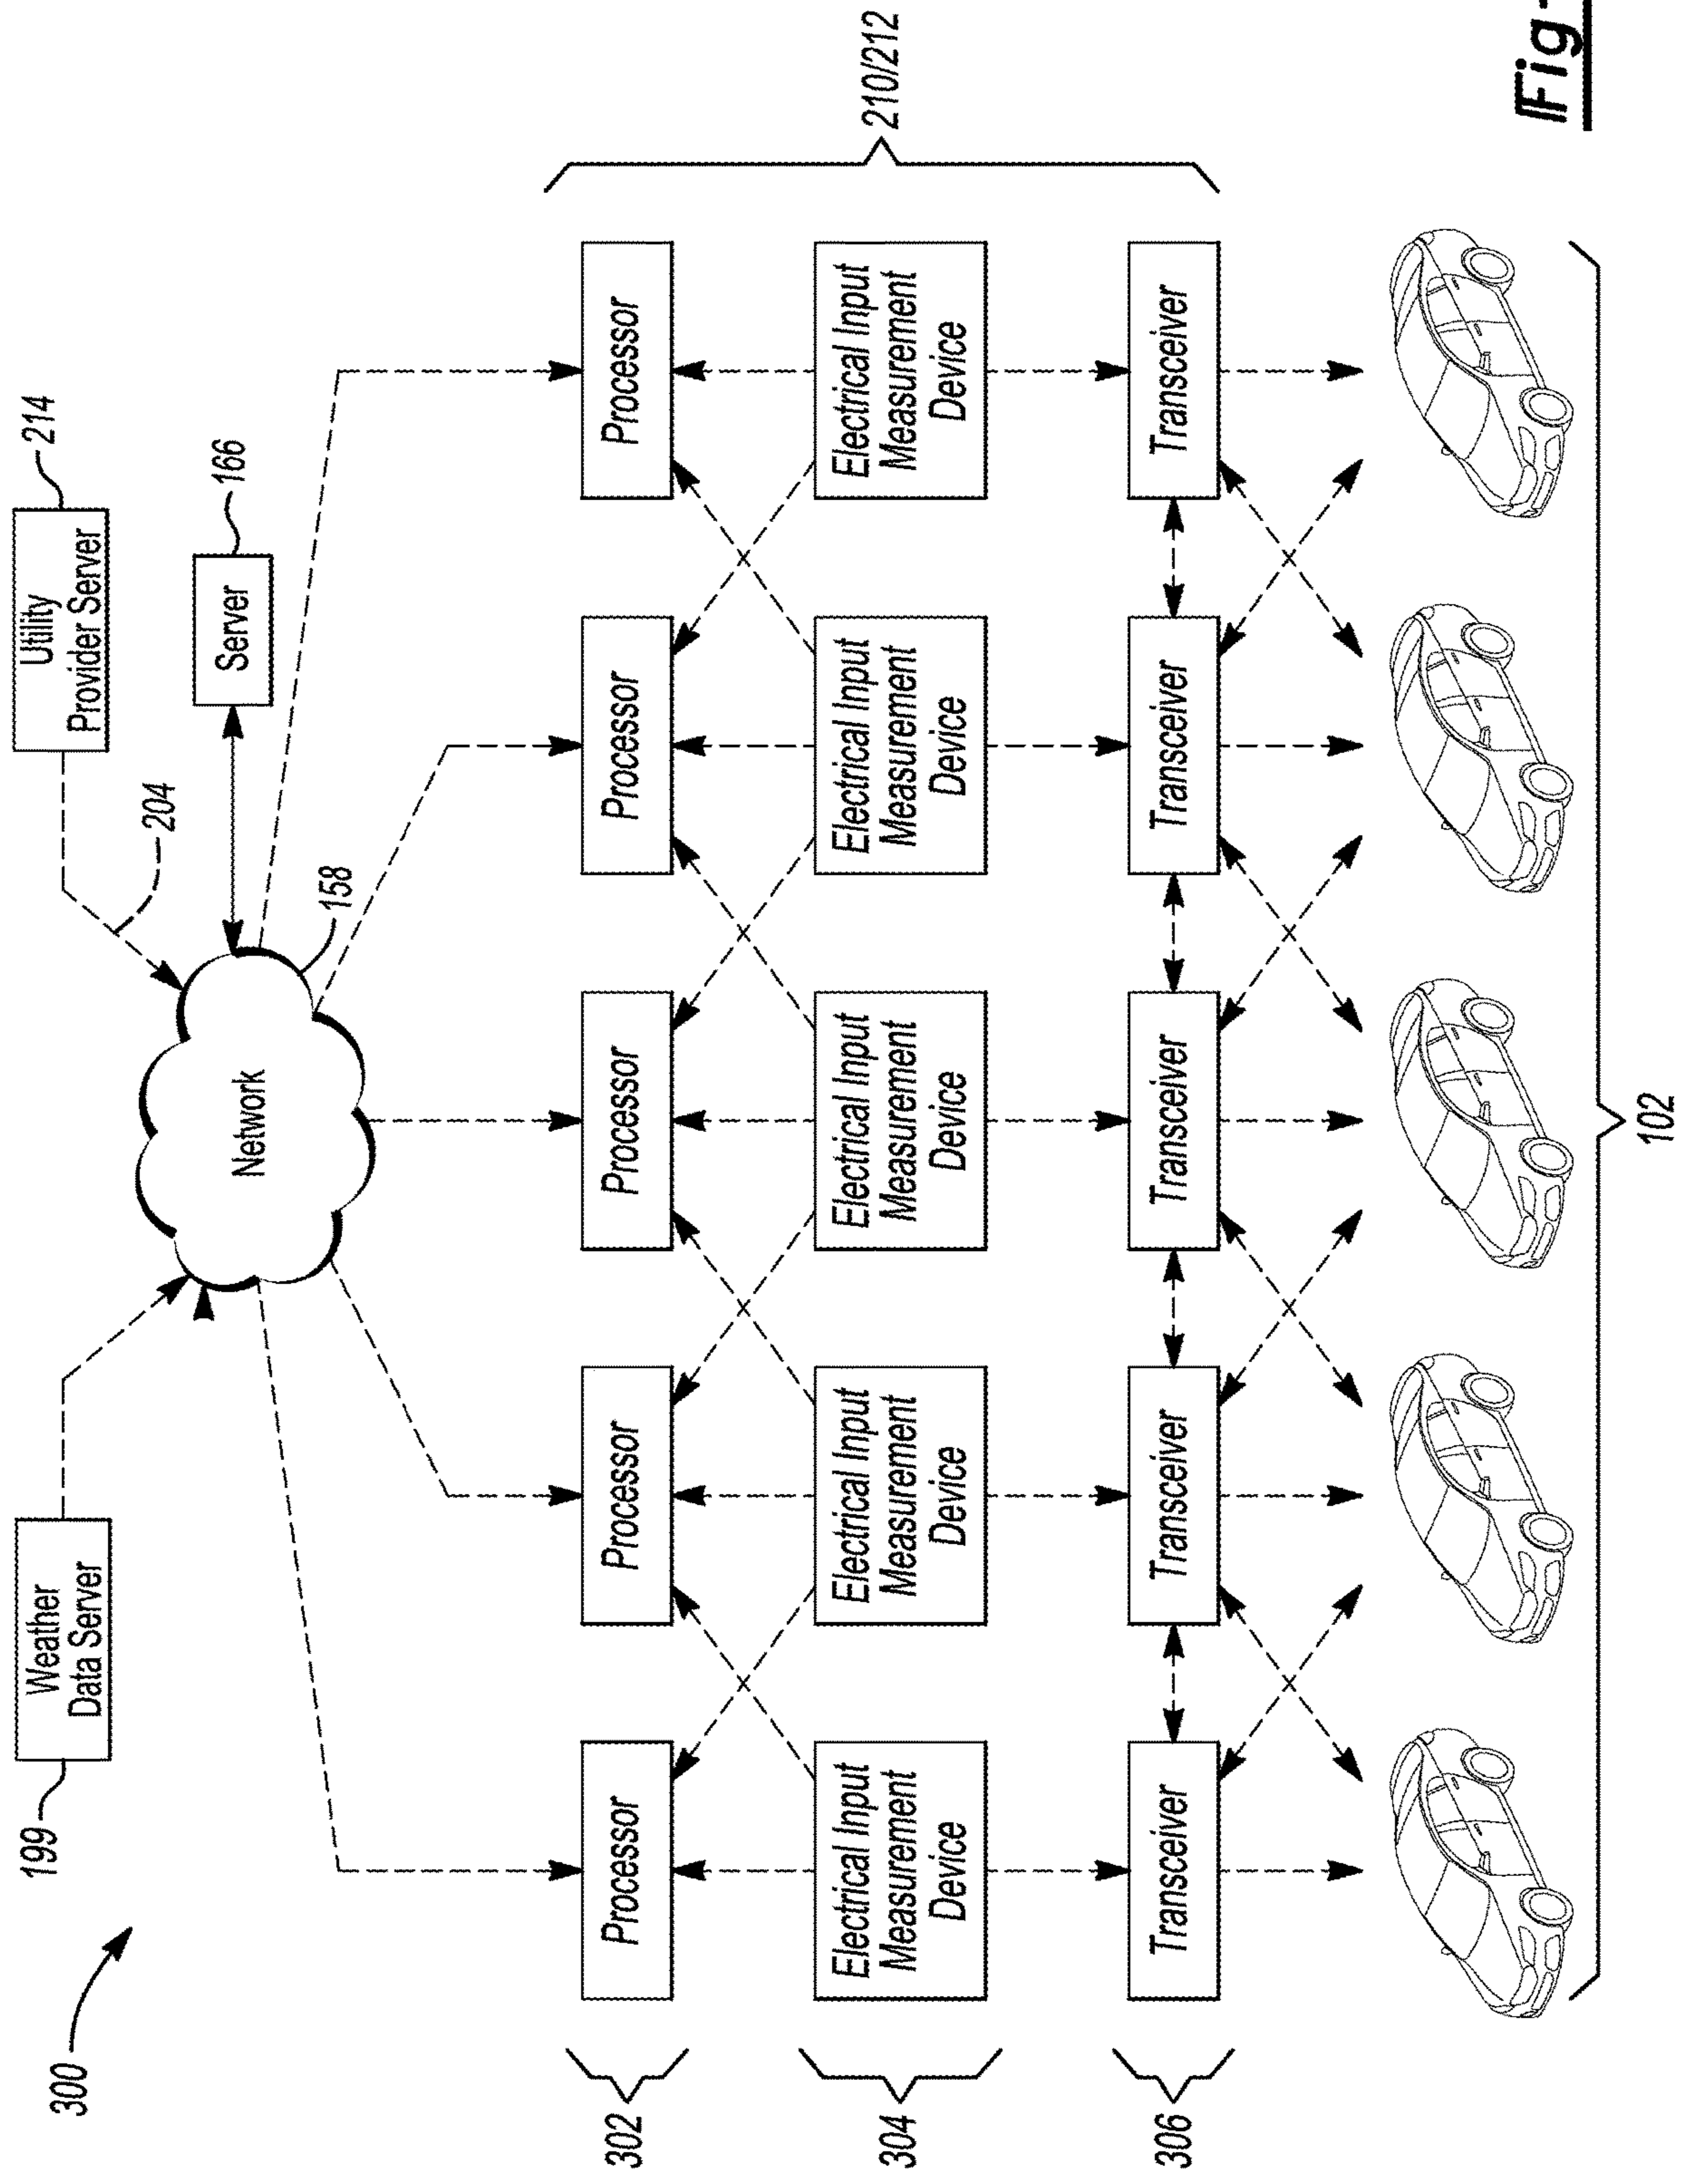 300
199
Weather
Data Server
Utility
Provider Server
214
204
Server
166
Network
158
302
Processor
Processor
Processor
Processor
Processor
304
Electrical Input
Measurement
Device
Electrical Input
Measurement
Device
Electrical Input
Measurement
Device
Electrical Input
Measurement
Device
Electrical Input
Measurement
Device
210/212
306
Transceiver
Transceiver
Transceiver
Transceiver
Transceiver
102
Fig-